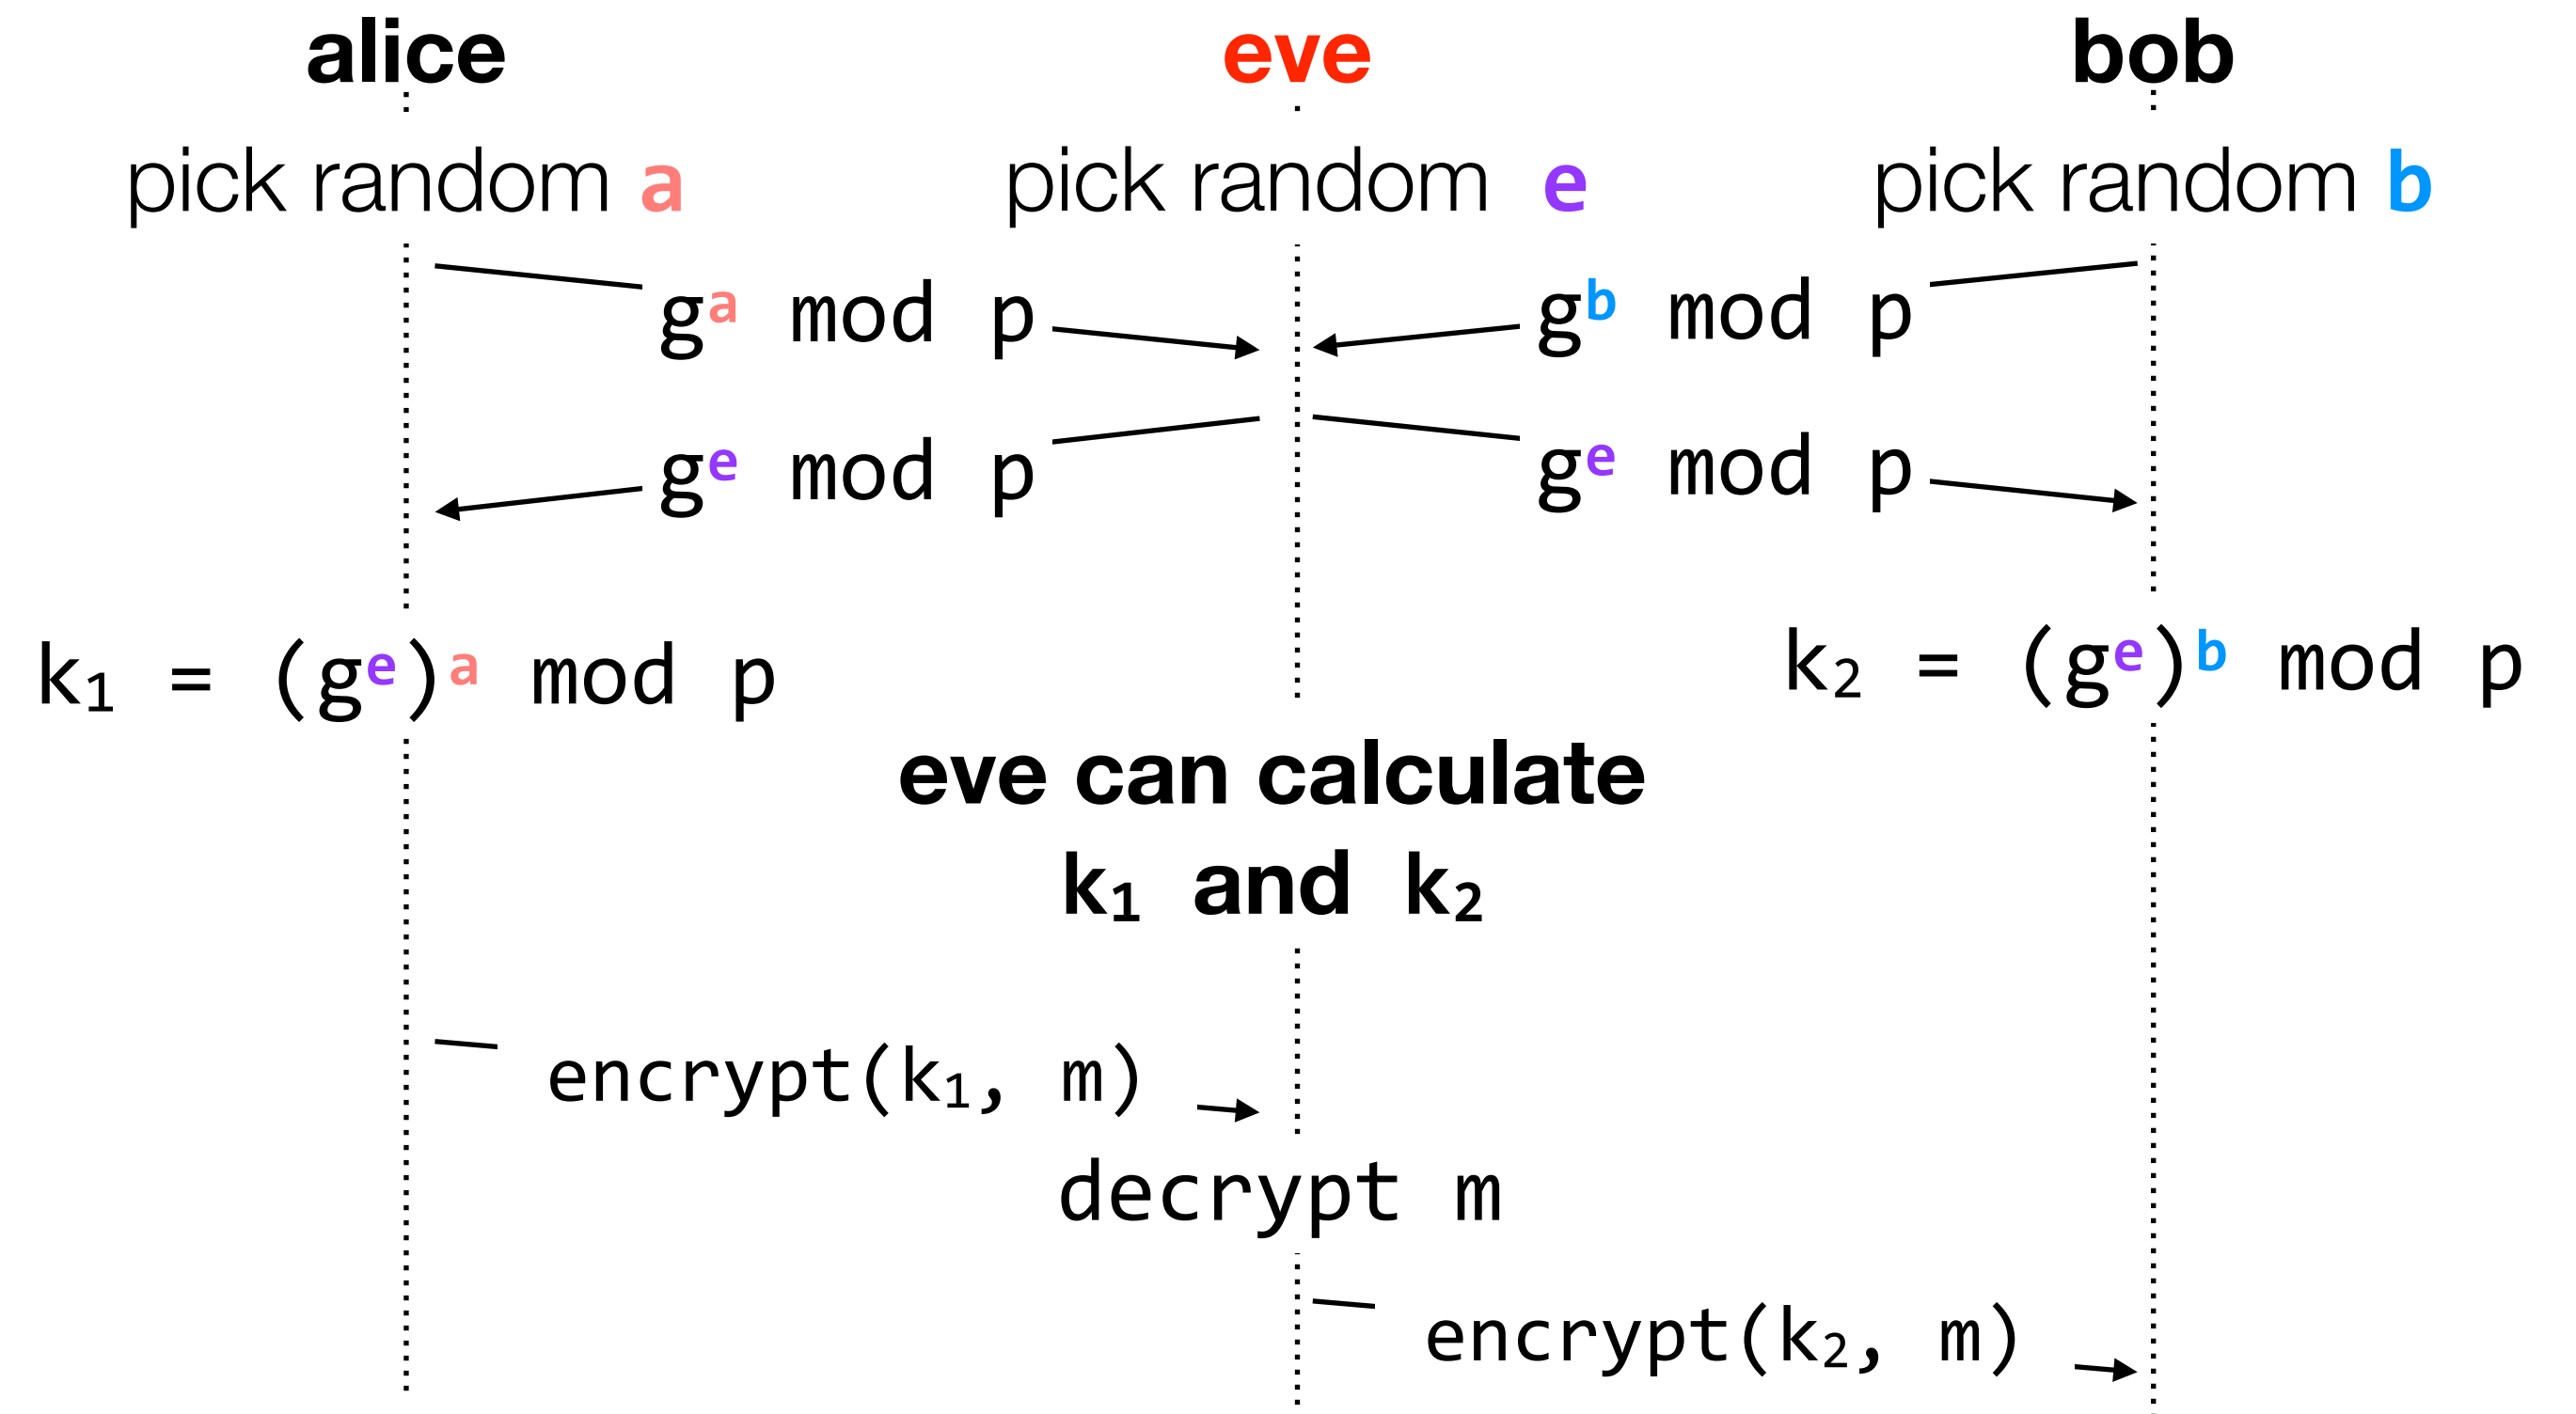 alice eve bob
pick random a pick random e pick random b
gᵃ mod p gᵇ mod p
gᵉ mod p gᵉ mod p
k₁ = (gᵉ)ᵃ mod p k₂ = (gᵉ)ᵇ mod p
eve can calculate
k₁ and k₂
encrypt(k₁, m)
decrypt m
encrypt(k₂, m)